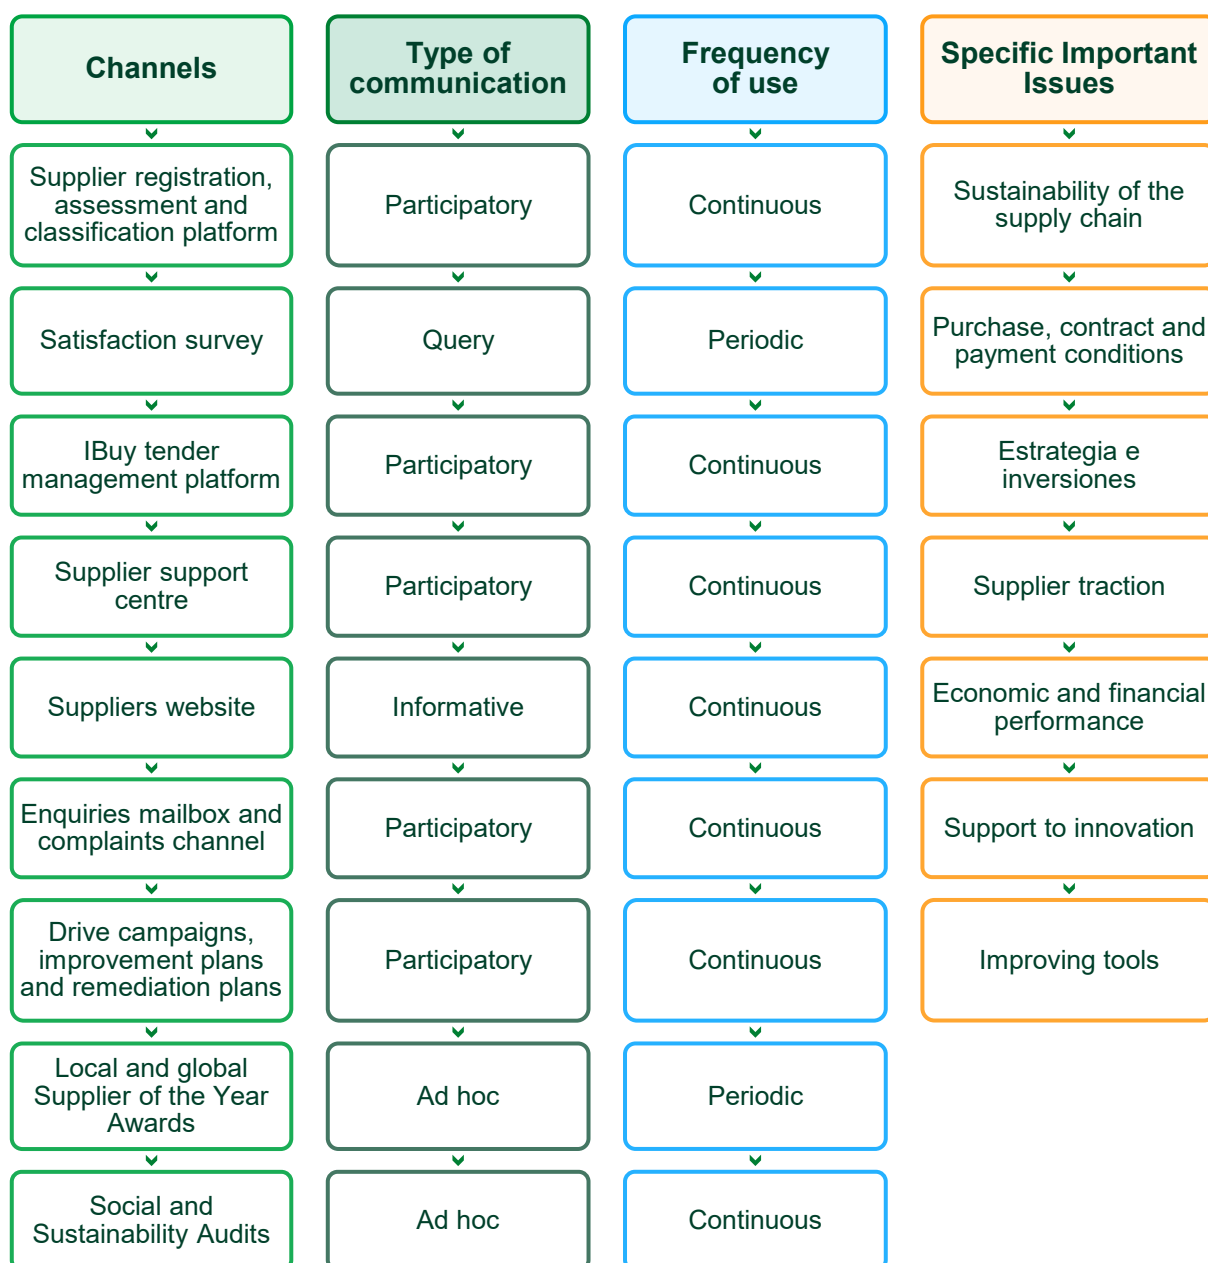 Channels
Type of
communication
Frequency
of use
Specific Important
Issues
Supplier registration,
assessment and
classification platform
Participatory
Continuous
Sustainability of the
supply chain
Satisfaction survey
Query
Periodic
Purchase, contract and
payment conditions
IBuy tender
management platform
Participatory
Continuous
Estrategia e
inversiones
Supplier support
centre
Participatory
Continuous
Supplier traction
Suppliers website
Informative
Continuous
Economic and financial
performance
Enquiries mailbox and
complaints channel
Participatory
Continuous
Support to innovation
Drive campaigns,
improvement plans
and remediation plans
Participatory
Continuous
Improving tools
Local and global
Supplier of the Year
Awards
Ad hoc
Periodic
Social and
Sustainability Audits
Ad hoc
Continuous